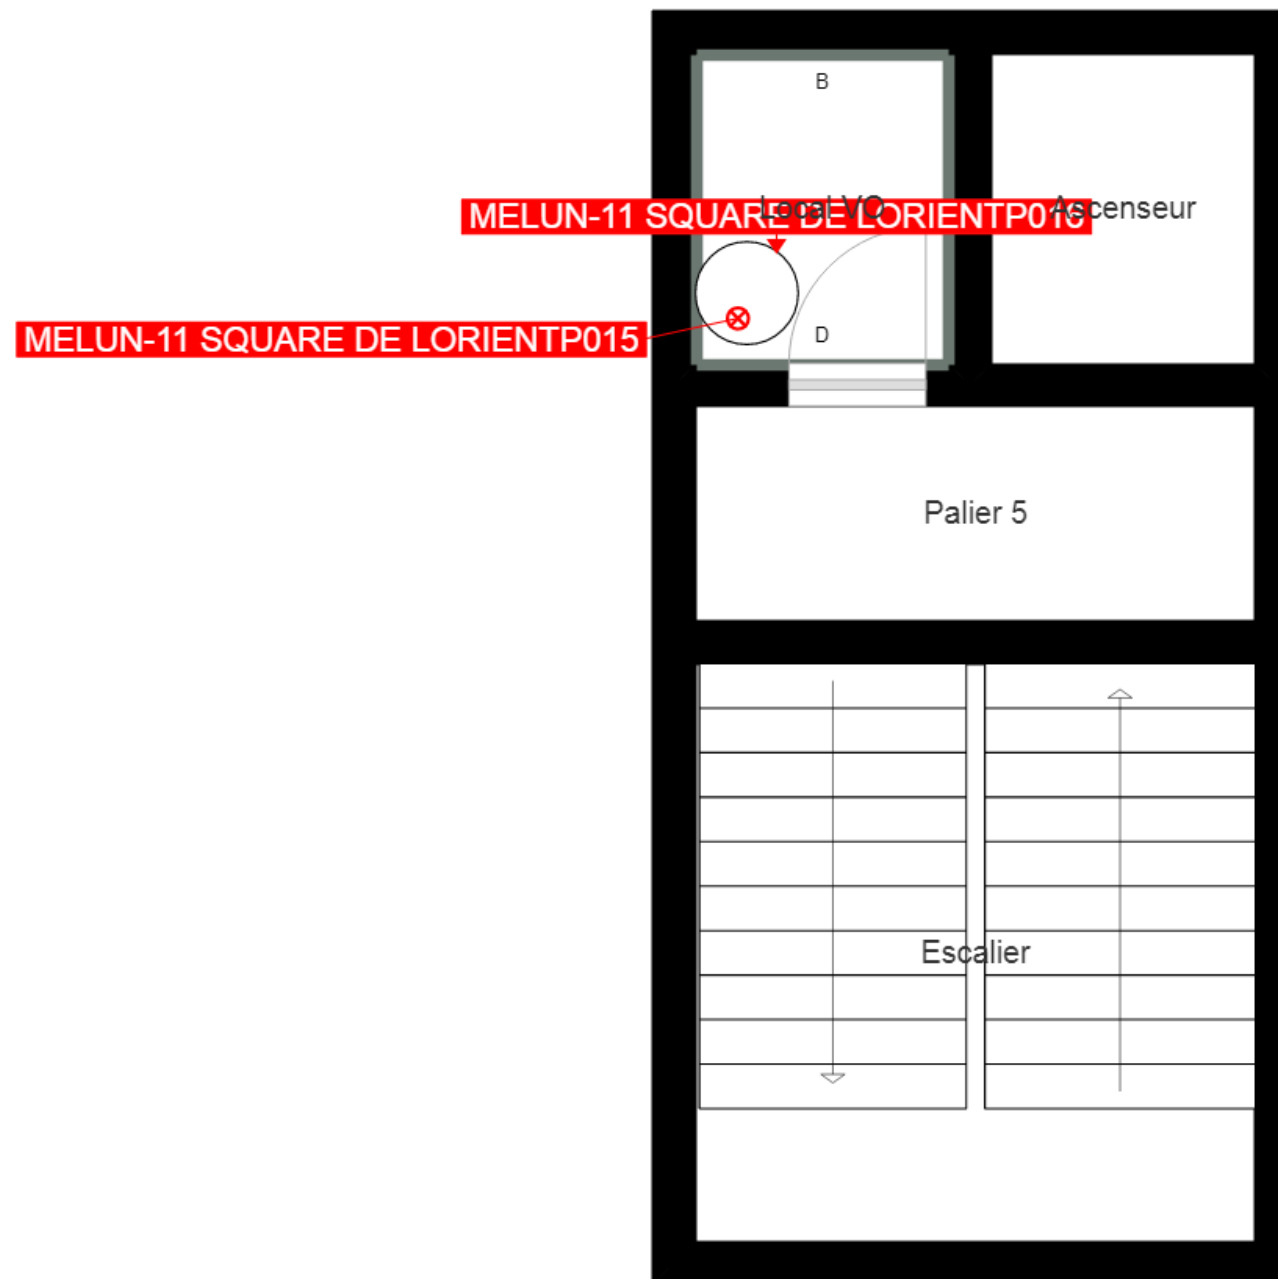 B
MELUN-11 SQUARE DE LORIENTP016
Local VO
Ascenseur
MELUN-11 SQUARE DE LORIENTP015
D
Palier 5
Escalier